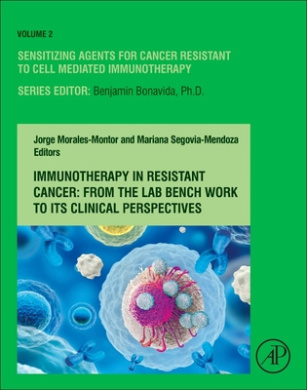 VOLUME 2
SENSITIZING AGENTS FOR CANCER RESISTANT
TO CELL MEDIATED IMMUNOTHERAPY
SERIES EDITOR: Benjamin Bonavida, Ph.D.
Jorge Morales-Montor and Mariana Segovia-Mendoza
Editors
IMMUNOTHERAPY IN RESISTANT
CANCER: FROM THE LAB BENCH WORK
TO ITS CLINICAL PERSPECTIVES
AP